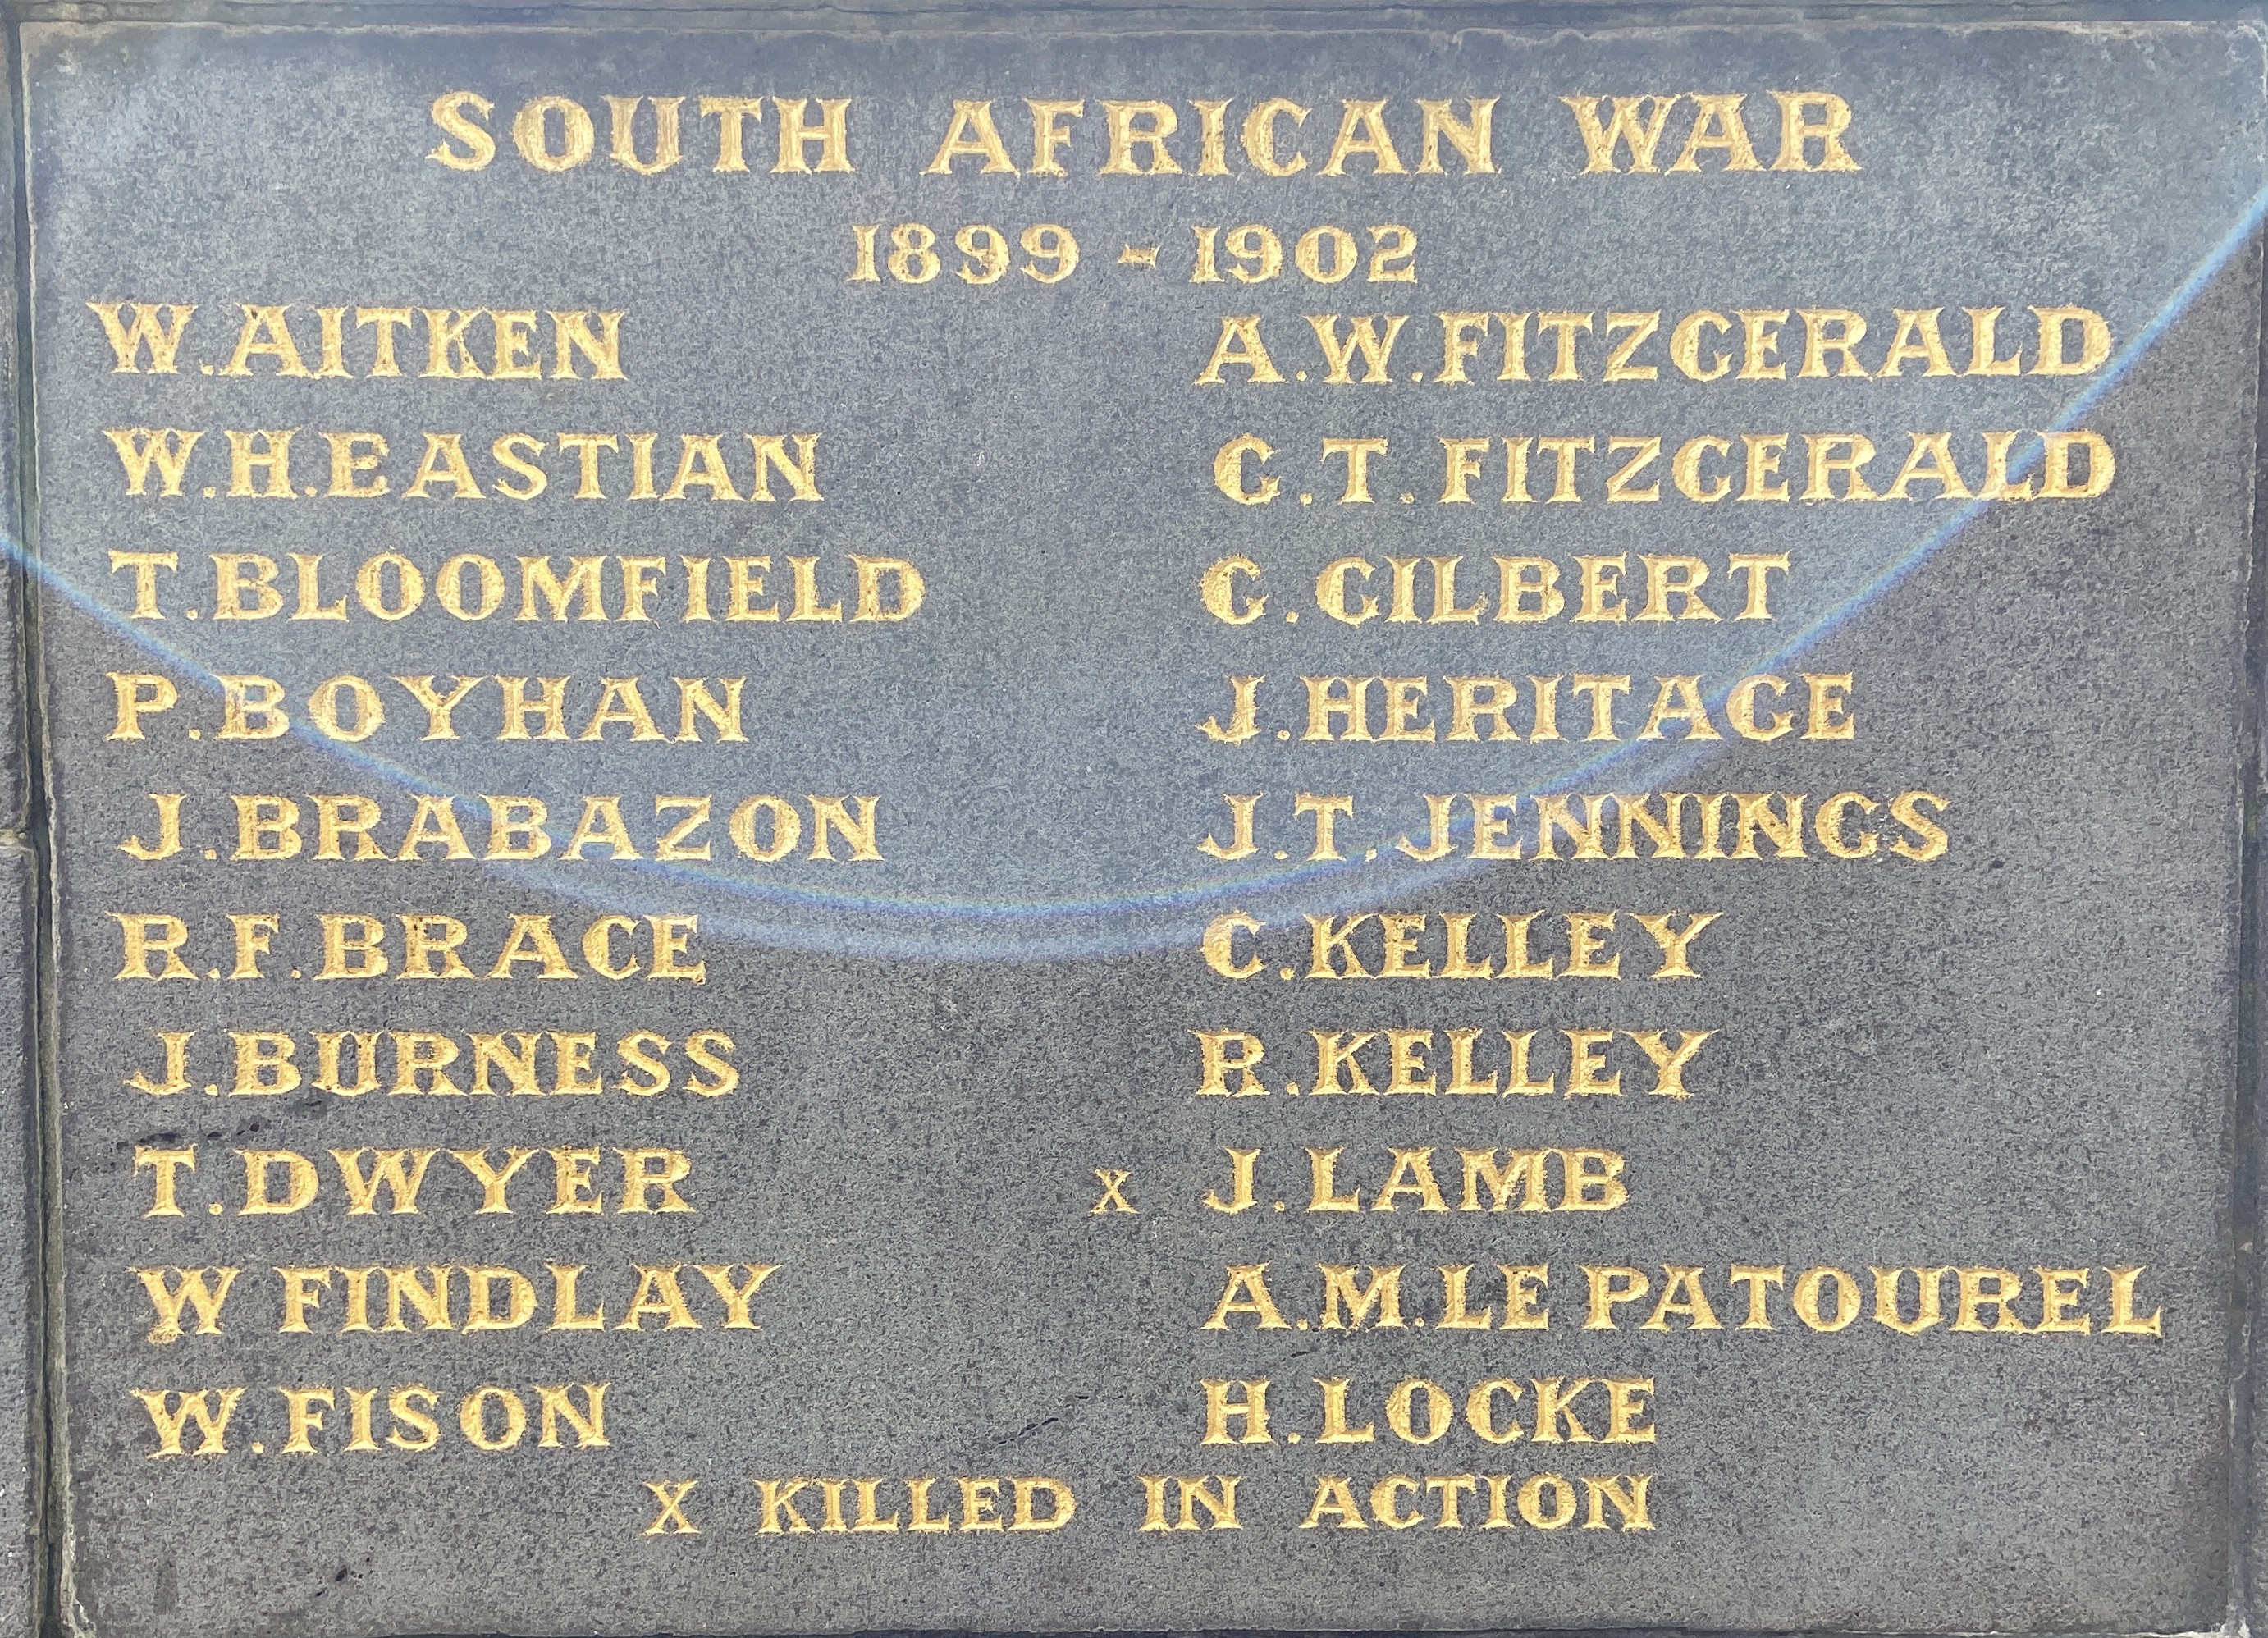 SOUTH AFRICAN WAR
1899 - 1902
W. AITKEN
W.H. EASTIAN
T. BLOOMFIELD
P. BOYHAN
J. BRABAZON
R.F. BRACE
J. BURNESS
T. DWYER
W FINDLAY
W. FISON
A.W. FITZGERALD
G.T. FITZGERALD
G. GILBERT
J. HERITAGE
J.T. JENNINGS
C. KELLEY
R. KELLEY
x J. LAMB
A.M. LE PATOUREL
H. LOCKE
X KILLED IN ACTION